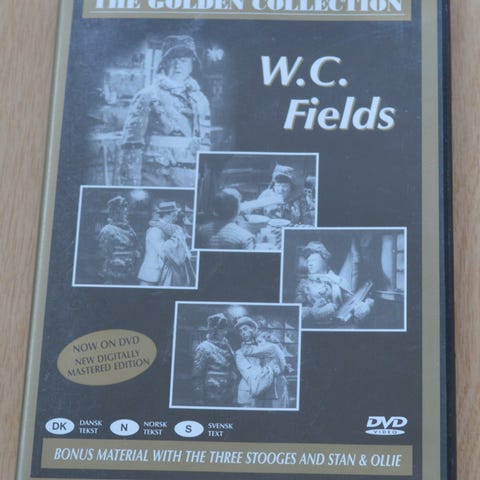 THE GOLDEN COLLECTION
W.C.
Fields
NOW ON DVD
NEW DIGITALLY
MASTERED EDITION
DK DANSK TEKST
N NORSK TEKST
S SVENSK TEXT
DVD
VIDEO
BONUS MATERIAL WITH THE THREE STOOGES AND STAN & OLLIE